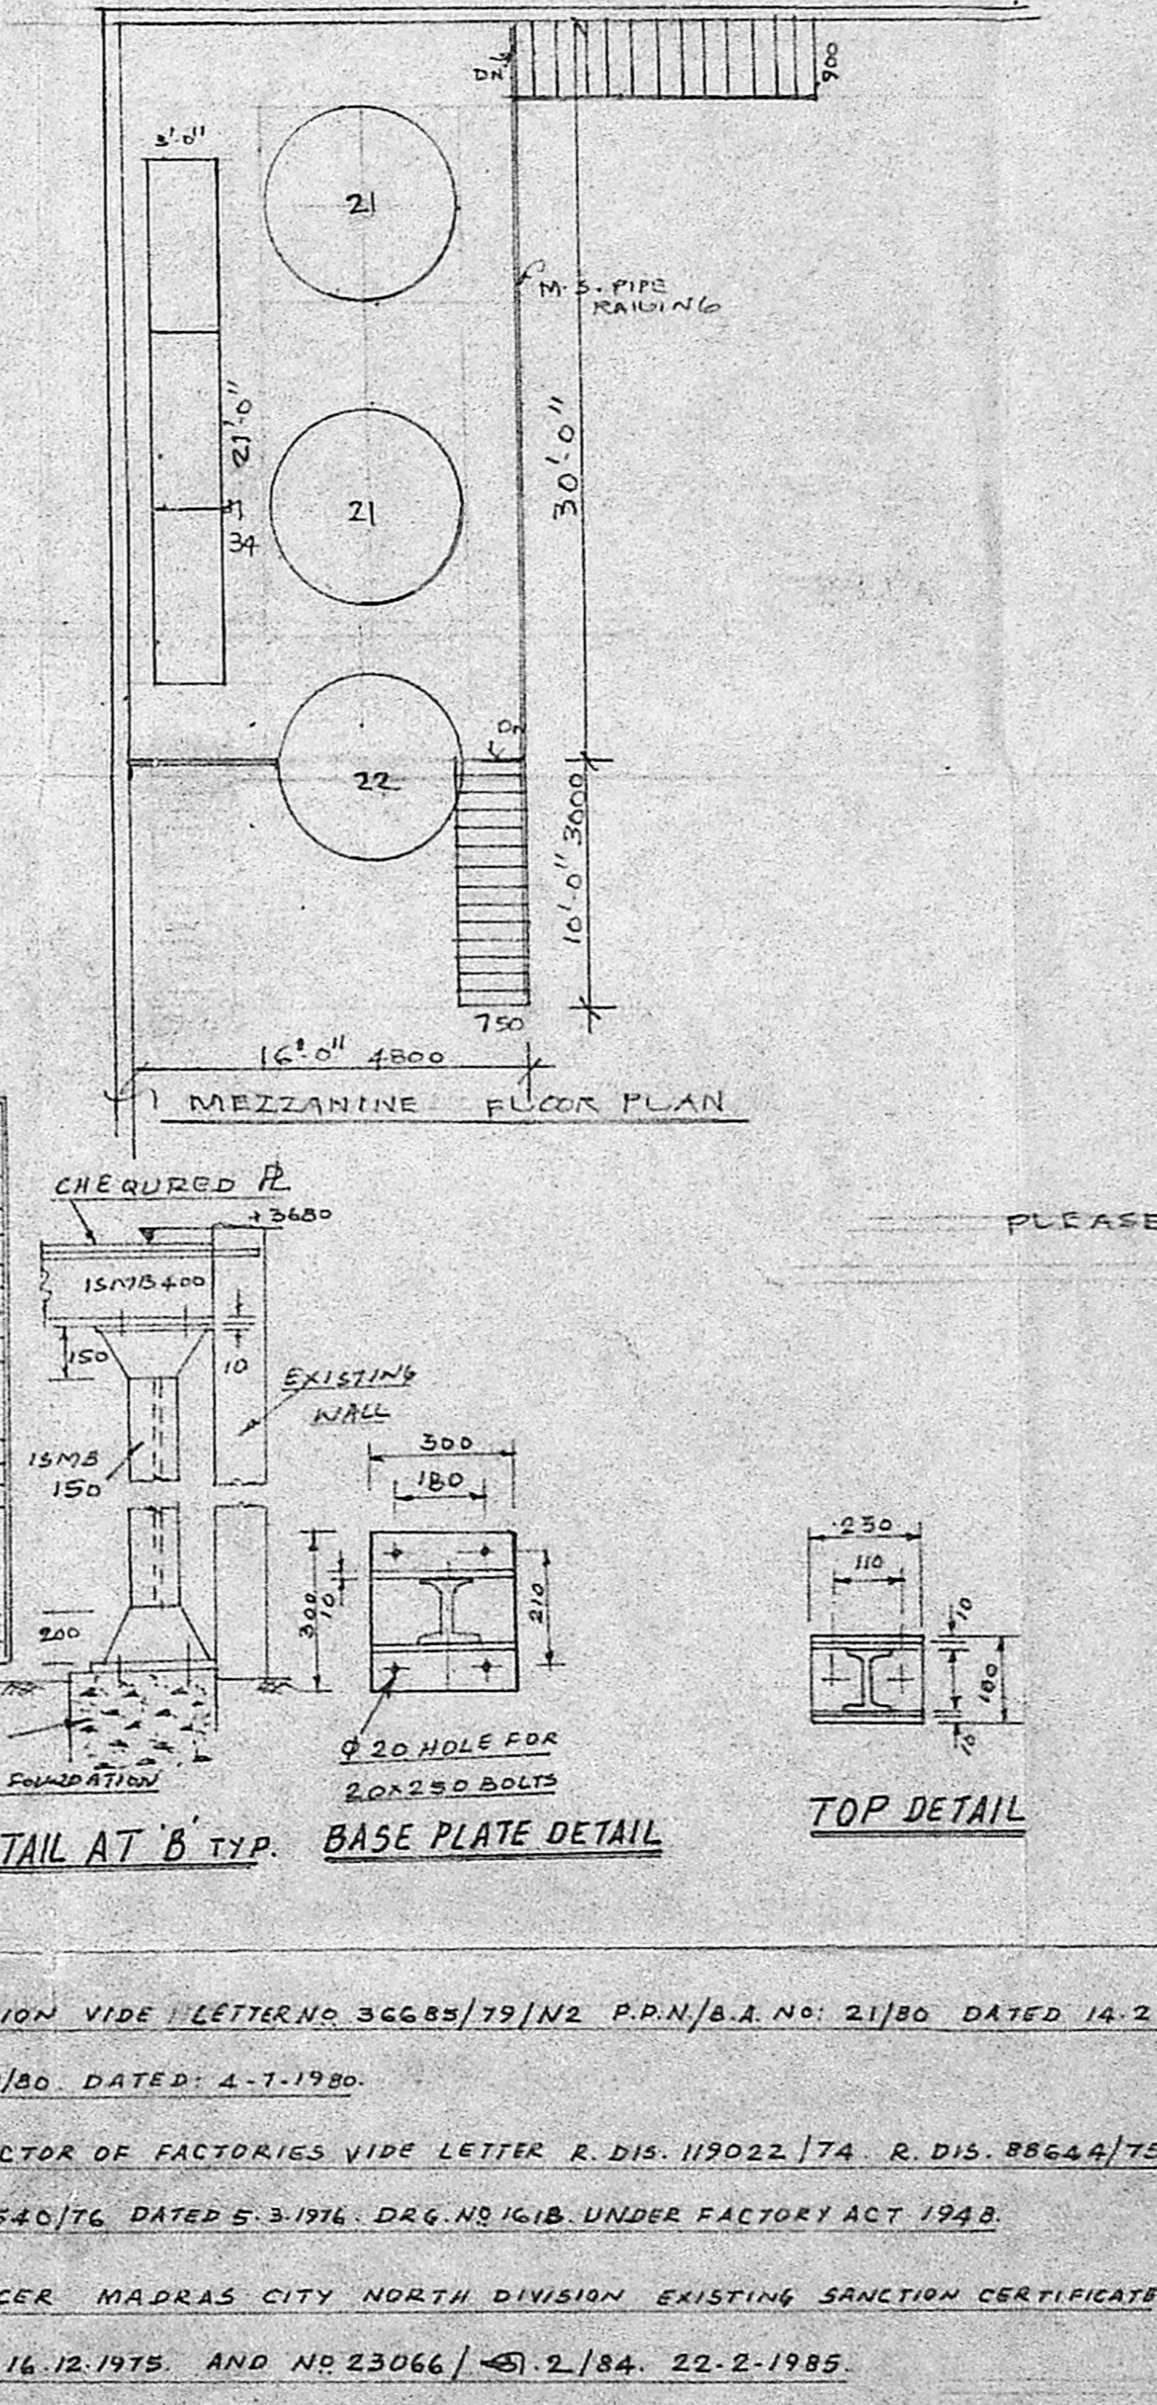 DN
900
3'-0"
21
M.S. PIPE
RAILING
21'-0"
30'-0"
21
34
22
10'-0" 3000
750
16'-0" 4800
MEZZANINE FLOOR PLAN
CHEQURED PL
+3680
ISMB400
150
10
EXISTING
WALL
ISMB
150
200
FOUNDATION
TAIL AT 'B' TYP.
300
180
300
10
210
φ 20 HOLE FOR
20×250 BOLTS
BASE PLATE DETAIL
230
110
10
180
10
TOP DETAIL
PLEASE
ION VIDE LETTER NO 36685/79/N2 P.P.N./B.A. NO: 21/80 DATED 14.2
/80 DATED: 4-7-1980.
CTOR OF FACTORIES VIDE LETTER R. DIS. 119022/74 R. DIS. 88644/75
540/76 DATED 5.3.1976. DRG. NO 161B. UNDER FACTORY ACT 1948.
CER MADRAS CITY NORTH DIVISION EXISTING SANCTION CERTIFICATE
16.12.1975. AND NO 23066/ .2/84. 22-2-1985.